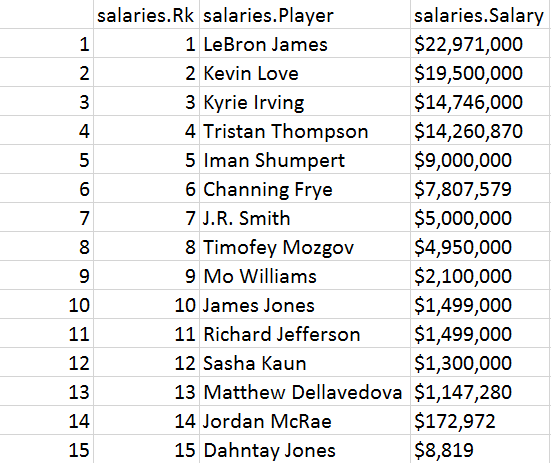 salaries.Rk salaries.Player salaries.Salary
1 1 LeBron James $22,971,000
2 2 Kevin Love $19,500,000
3 3 Kyrie Irving $14,746,000
4 4 Tristan Thompson $14,260,870
5 5 Iman Shumpert $9,000,000
6 6 Channing Frye $7,807,579
7 7 J.R. Smith $5,000,000
8 8 Timofey Mozgov $4,950,000
9 9 Mo Williams $2,100,000
10 10 James Jones $1,499,000
11 11 Richard Jefferson $1,499,000
12 12 Sasha Kaun $1,300,000
13 13 Matthew Dellavedova $1,147,280
14 14 Jordan McRae $172,972
15 15 Dahntay Jones $8,819